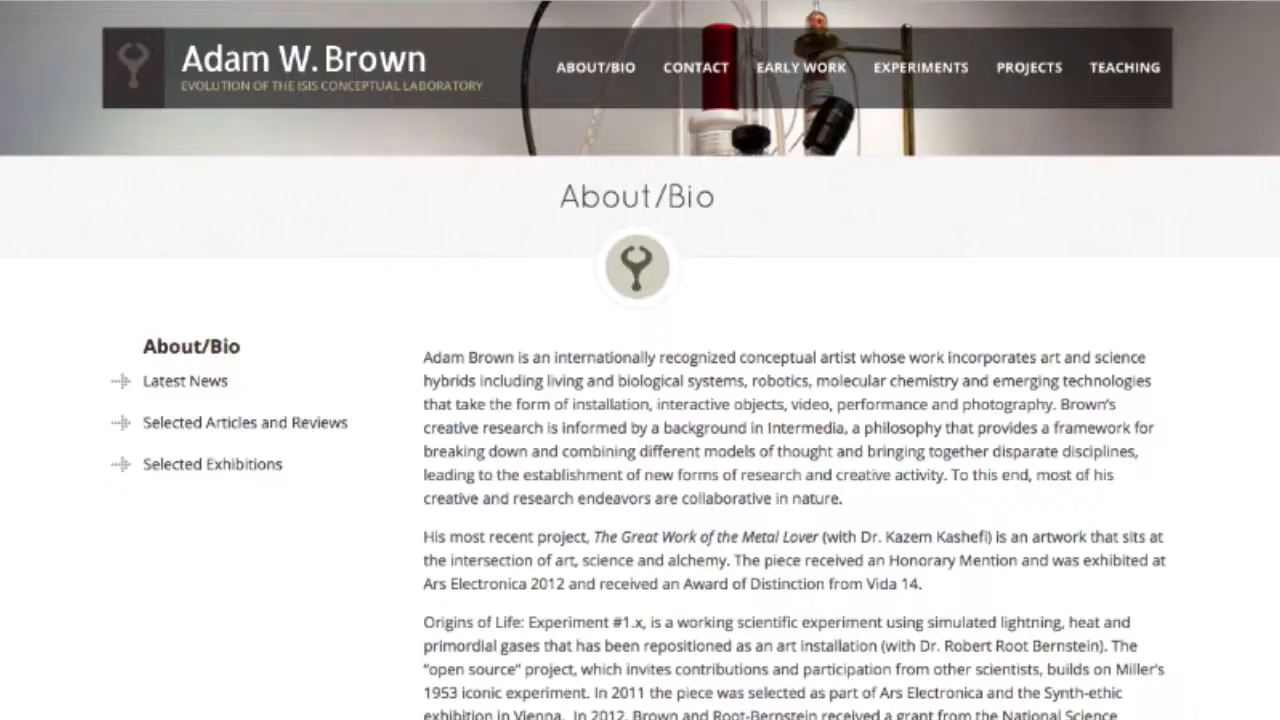 Adam W. Brown
EVOLUTION OF THE ISIS CONCEPTUAL LABORATORY
ABOUT/BIO CONTACT EARLY WORK EXPERIMENTS PROJECTS TEACHING
About/Bio
About/Bio
Latest News
Selected Articles and Reviews
Selected Exhibitions
Adam Brown is an internationally recognized conceptual artist whose work incorporates art and science
hybrids including living and biological systems, robotics, molecular chemistry and emerging technologies
that take the form of installation, interactive objects, video, performance and photography. Brown's
creative research is informed by a background in Intermedia, a philosophy that provides a framework for
breaking down and combining different models of thought and bringing together disparate disciplines,
leading to the establishment of new forms of research and creative activity. To this end, most of his
creative and research endeavors are collaborative in nature.
His most recent project, The Great Work of the Metal Lover (with Dr. Kazem Kashefi) is an artwork that sits at
the intersection of art, science and alchemy. The piece received an Honorary Mention and was exhibited at
Ars Electronica 2012 and received an Award of Distinction from Vida 14.
Origins of Life: Experiment #1.x, is a working scientific experiment using simulated lightning, heat and
primordial gases that has been repositioned as an art installation (with Dr. Robert Root Bernstein). The
"open source" project, which invites contributions and participation from other scientists, builds on Miller's
1953 iconic experiment. In 2011 the piece was selected as part of Ars Electronica and the Synth-ethic
exhibition in Vienna. In 2012, Brown and Root-Bernstein received a grant from the National Science